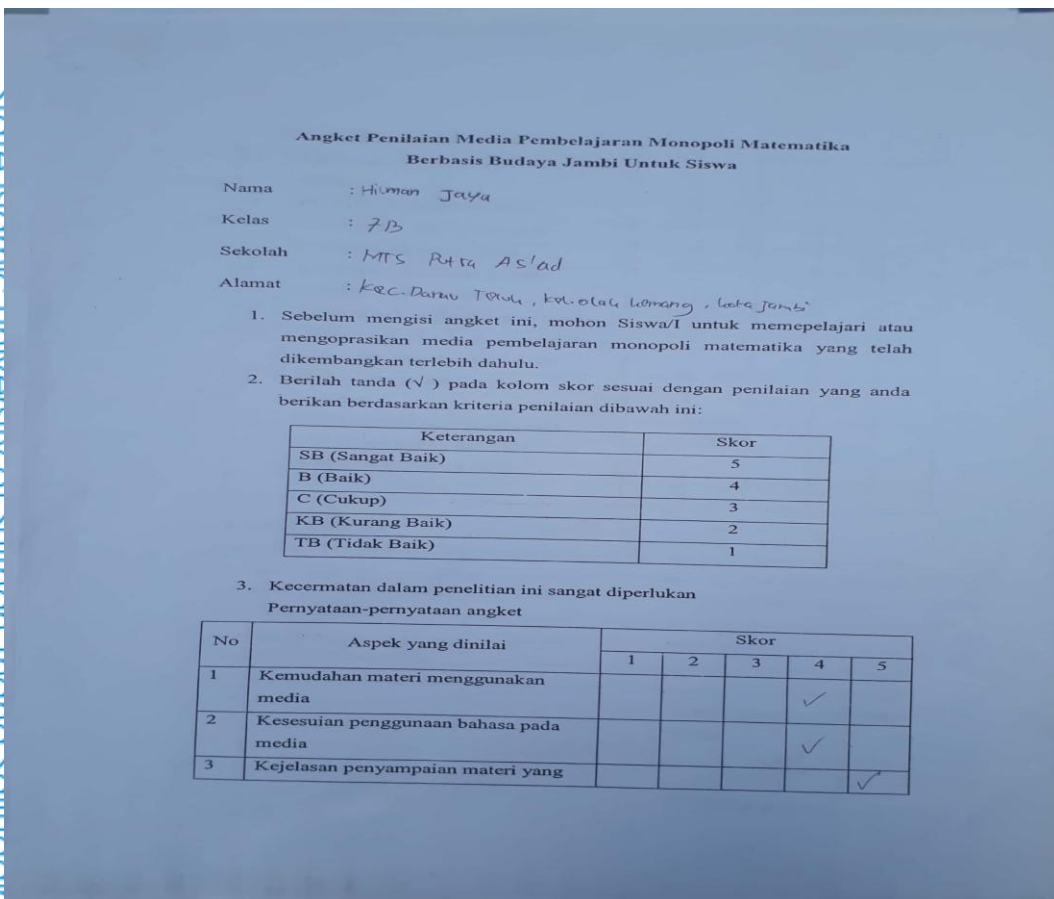 Angket Penilaian Media Pembelajaran Monopoli Matematika
Berbasis Budaya Jambi Untuk Siswa
Nama : Hilman Jaya
Kelas : 7B
Sekolah : MTS Putra As'ad
Alamat : Kec. Danau Teluk, kel. olak kemang, kota jambi
1. Sebelum mengisi angket ini, mohon Siswa/I untuk memepelajari atau
mengoprasikan media pembelajaran monopoli matematika yang telah
dikembangkan terlebih dahulu.
2. Berilah tanda (√ ) pada kolom skor sesuai dengan penilaian yang anda
berikan berdasarkan kriteria penilaian dibawah ini:
Keterangan Skor
SB (Sangat Baik) 5
B (Baik) 4
C (Cukup) 3
KB (Kurang Baik) 2
TB (Tidak Baik) 1
3. Kecermatan dalam penelitian ini sangat diperlukan
Pernyataan-pernyataan angket
No Aspek yang dinilai Skor
1 2 3 4 5
1 Kemudahan materi menggunakan
media ✓
2 Kesesuian penggunaan bahasa pada
media ✓
3 Kejelasan penyampaian materi yang ✓